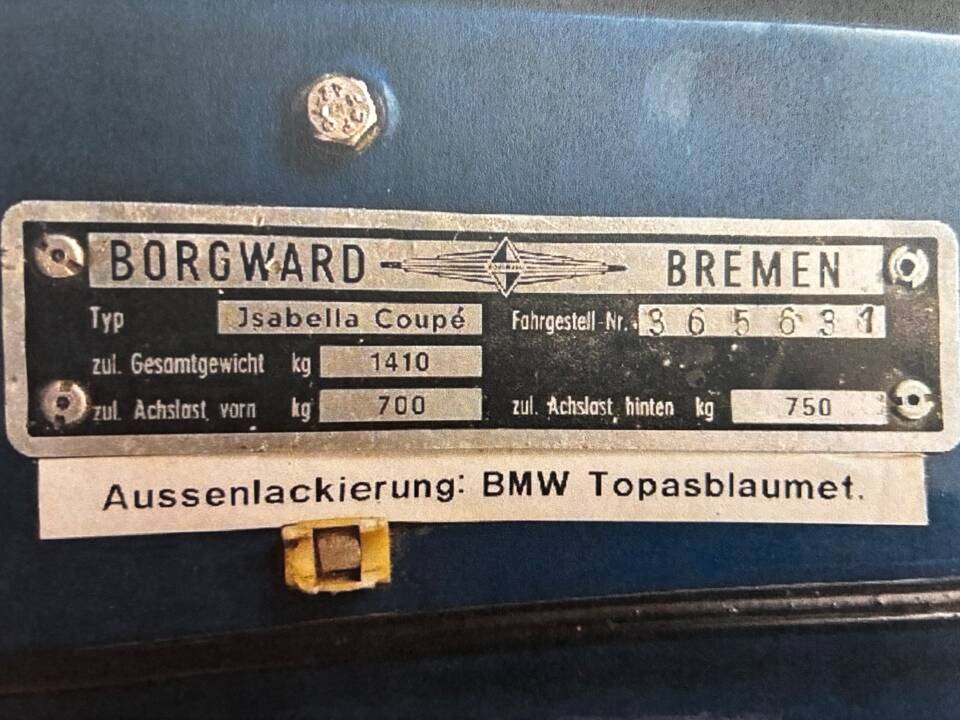 BORGWARD BREMEN
Typ Jsabella Coupé Fahrgestell-Nr. 365631
zul. Gesamtgewicht kg 1410
zul. Achslast vorn kg 700 zul. Achslast hinten kg 750
Aussenlackierung: BMW Topasblaumet.